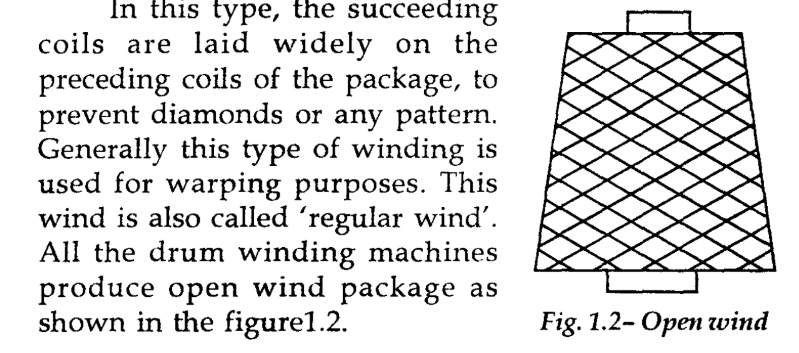 In this type, the succeeding
coils are laid widely on the
preceding coils of the package, to
prevent diamonds or any pattern.
Generally this type of winding is
used for warping purposes. This
wind is also called 'regular wind'.
All the drum winding machines
produce open wind package as
shown in the figure1.2.
Fig. 1.2– Open wind